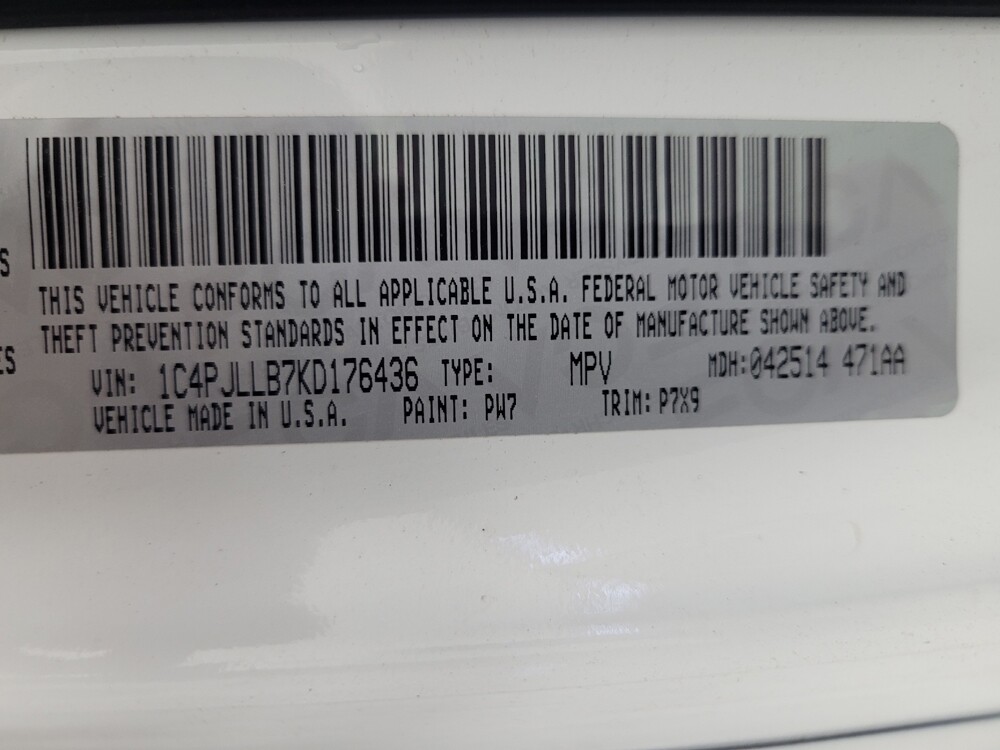 S
THIS VEHICLE CONFORMS TO ALL APPLICABLE U.S.A. FEDERAL MOTOR VEHICLE SAFETY AND
THEFT PREVENTION STANDARDS IN EFFECT ON THE DATE OF MANUFACTURE SHOWN ABOVE.
ES
VIN: 1C4PJLLB7KD176436 TYPE: MPV MDH:042514 471AA
VEHICLE MADE IN U.S.A. PAINT: PW7 TRIM: P7X9